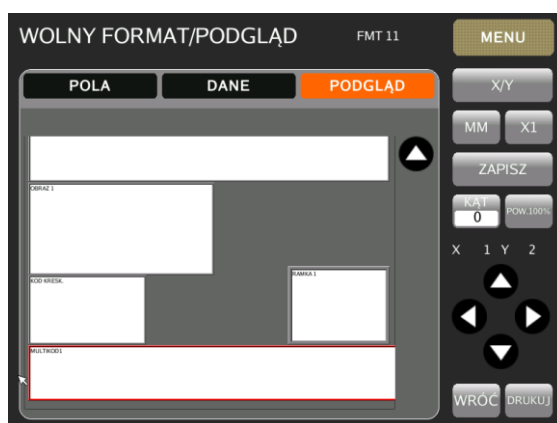 WOLNY FORMAT/PODGLĄD FMT 11 MENU
POLA DANE PODGLĄD X/Y
MM X1
ZAPISZ
OBRAZ 1
KĄT POW.100%
0
X 1 Y 2
KOD KRESK. RAMKA 1
MULTIKOD1
WRÓĆ DRUKUJ